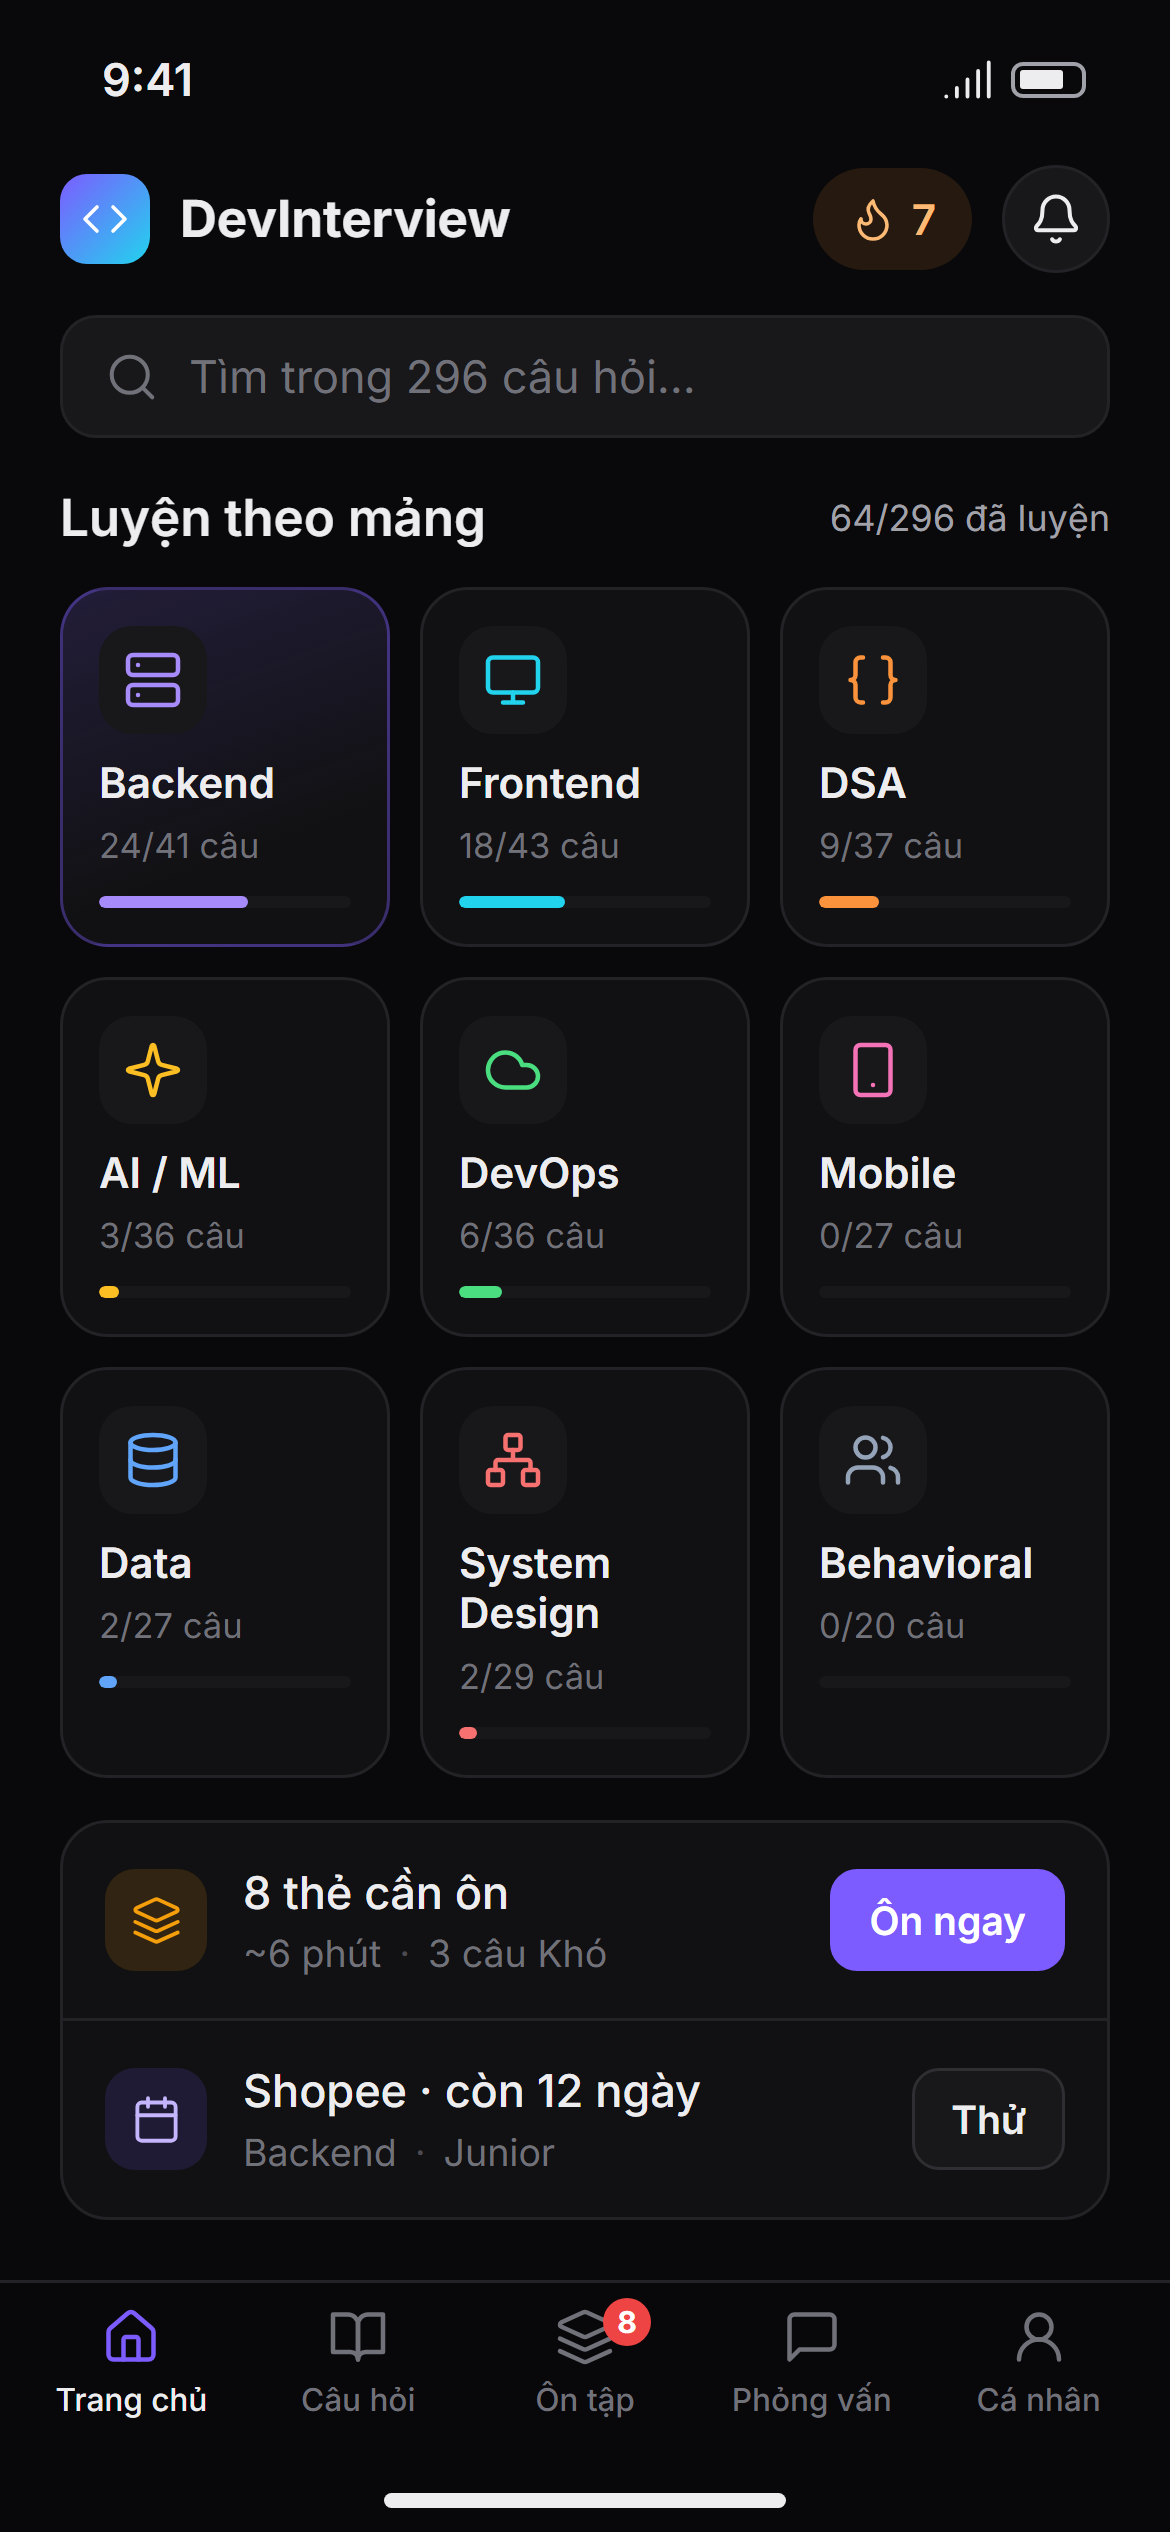 9:41
DevInterview
7
Tìm trong 296 câu hỏi...
Luyện theo mảng
64/296 đã luyện
Backend
24/41 câu
Frontend
18/43 câu
DSA
9/37 câu
AI / ML
3/36 câu
DevOps
6/36 câu
Mobile
0/27 câu
Data
2/27 câu
System
Design
2/29 câu
Behavioral
0/20 câu
8 thẻ cần ôn
~6 phút · 3 câu Khó
Ôn ngay
Shopee · còn 12 ngày
Backend · Junior
Thử
8
Trang chủ
Câu hỏi
Ôn tập
Phỏng vấn
Cá nhân